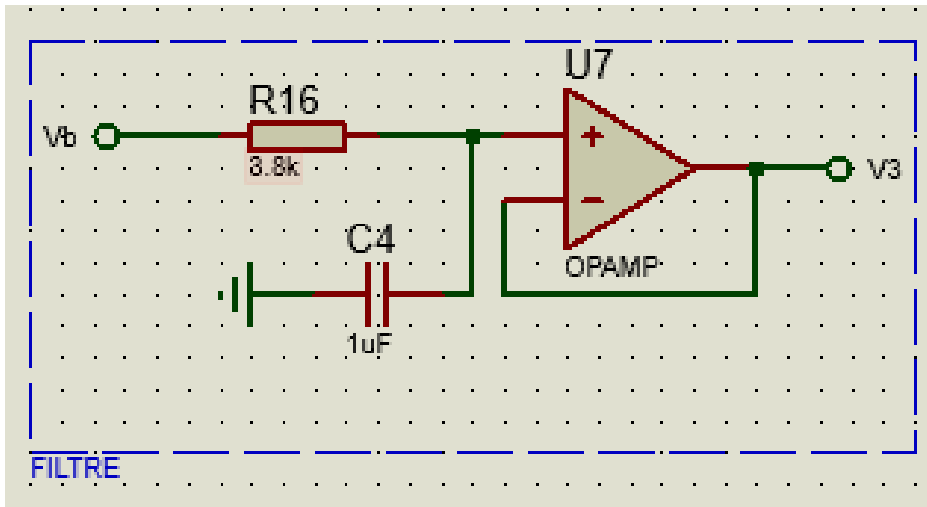 U7
R16
Vb
+
3.8k
V3
−
C4
OPAMP
1uF
FILTRE